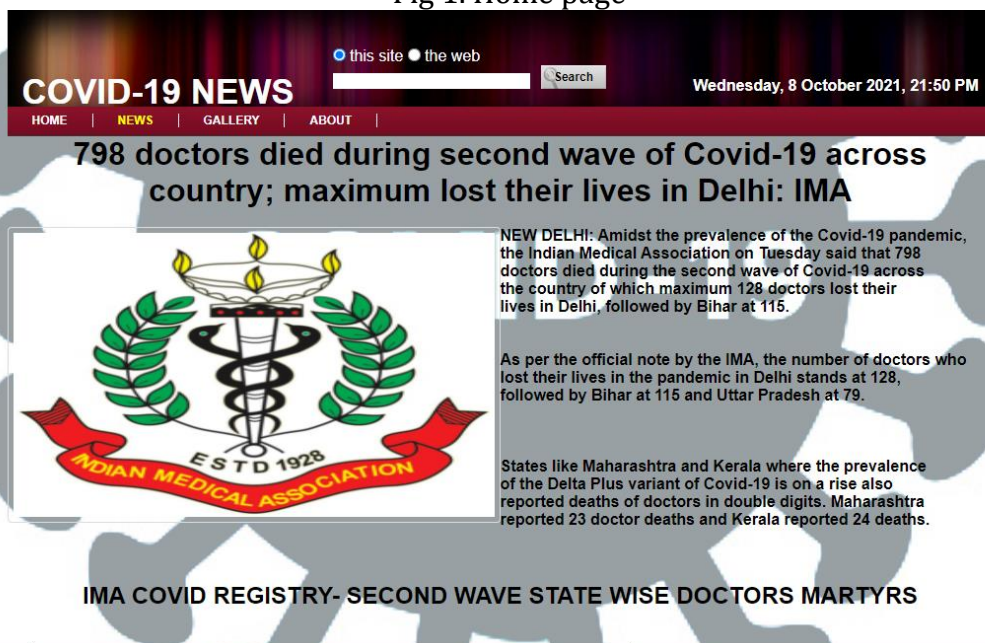 Fig 1. Home page
this site the web
Search
COVID-19 NEWS
Wednesday, 8 October 2021, 21:50 PM
HOME | NEWS | GALLERY | ABOUT |
798 doctors died during second wave of Covid-19 across
country; maximum lost their lives in Delhi: IMA
ESTD 1928
INDIAN MEDICAL ASSOCIATION
NEW DELHI: Amidst the prevalence of the Covid-19 pandemic,
the Indian Medical Association on Tuesday said that 798
doctors died during the second wave of Covid-19 across
the country of which maximum 128 doctors lost their
lives in Delhi, followed by Bihar at 115.
As per the official note by the IMA, the number of doctors who
lost their lives in the pandemic in Delhi stands at 128,
followed by Bihar at 115 and Uttar Pradesh at 79.
States like Maharashtra and Kerala where the prevalence
of the Delta Plus variant of Covid-19 is on a rise also
reported deaths of doctors in double digits. Maharashtra
reported 23 doctor deaths and Kerala reported 24 deaths.
IMA COVID REGISTRY- SECOND WAVE STATE WISE DOCTORS MARTYRS